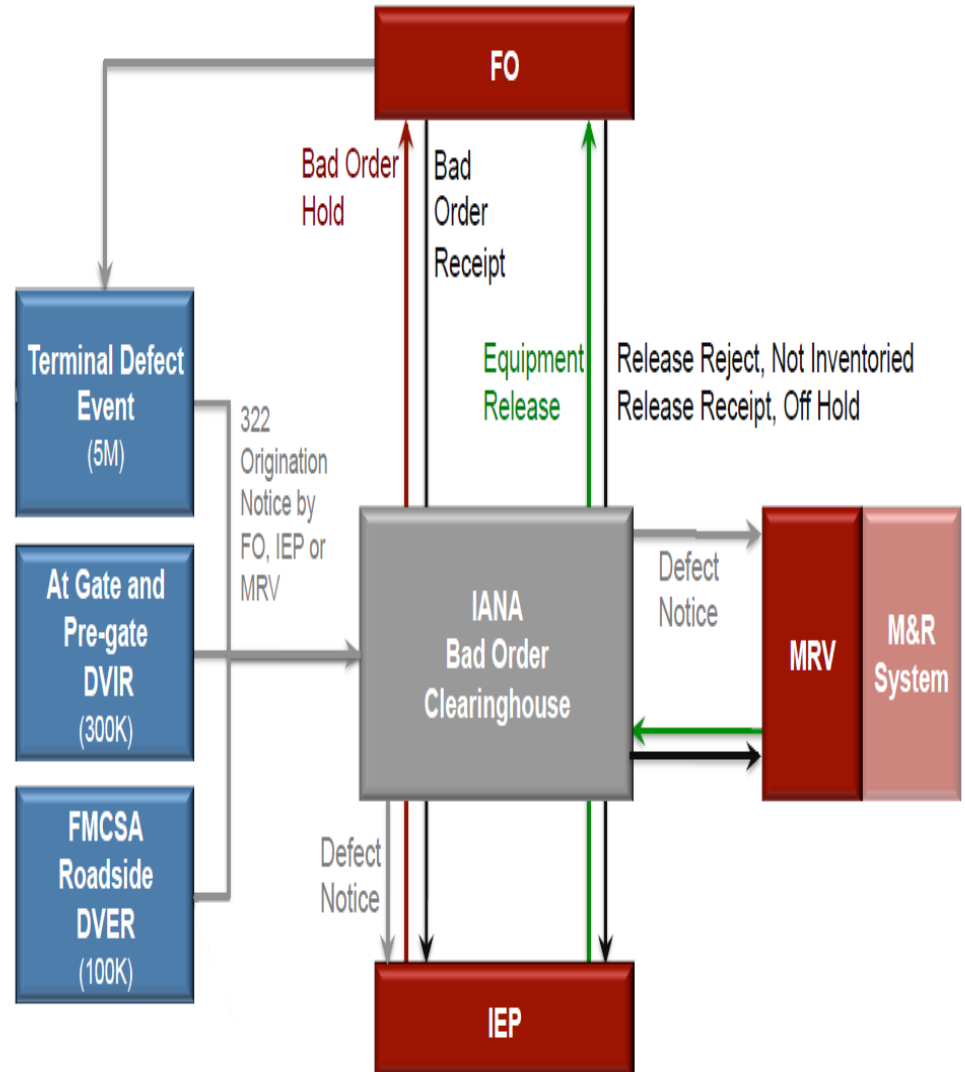 FO
Bad Order
Hold
Bad
Order
Receipt
Terminal Defect
Event
(5M)
322
Origination
Notice by
FO, IEP or
MRV
Equipment
Release
Release Reject, Not Inventoried
Release Receipt, Off Hold
At Gate and
Pre-gate
DVIR
(300K)
IANA
Bad Order
Clearinghouse
Defect
Notice
MRV
M&R
System
FMCSA
Roadside
DVER
(100K)
Defect
Notice
IEP